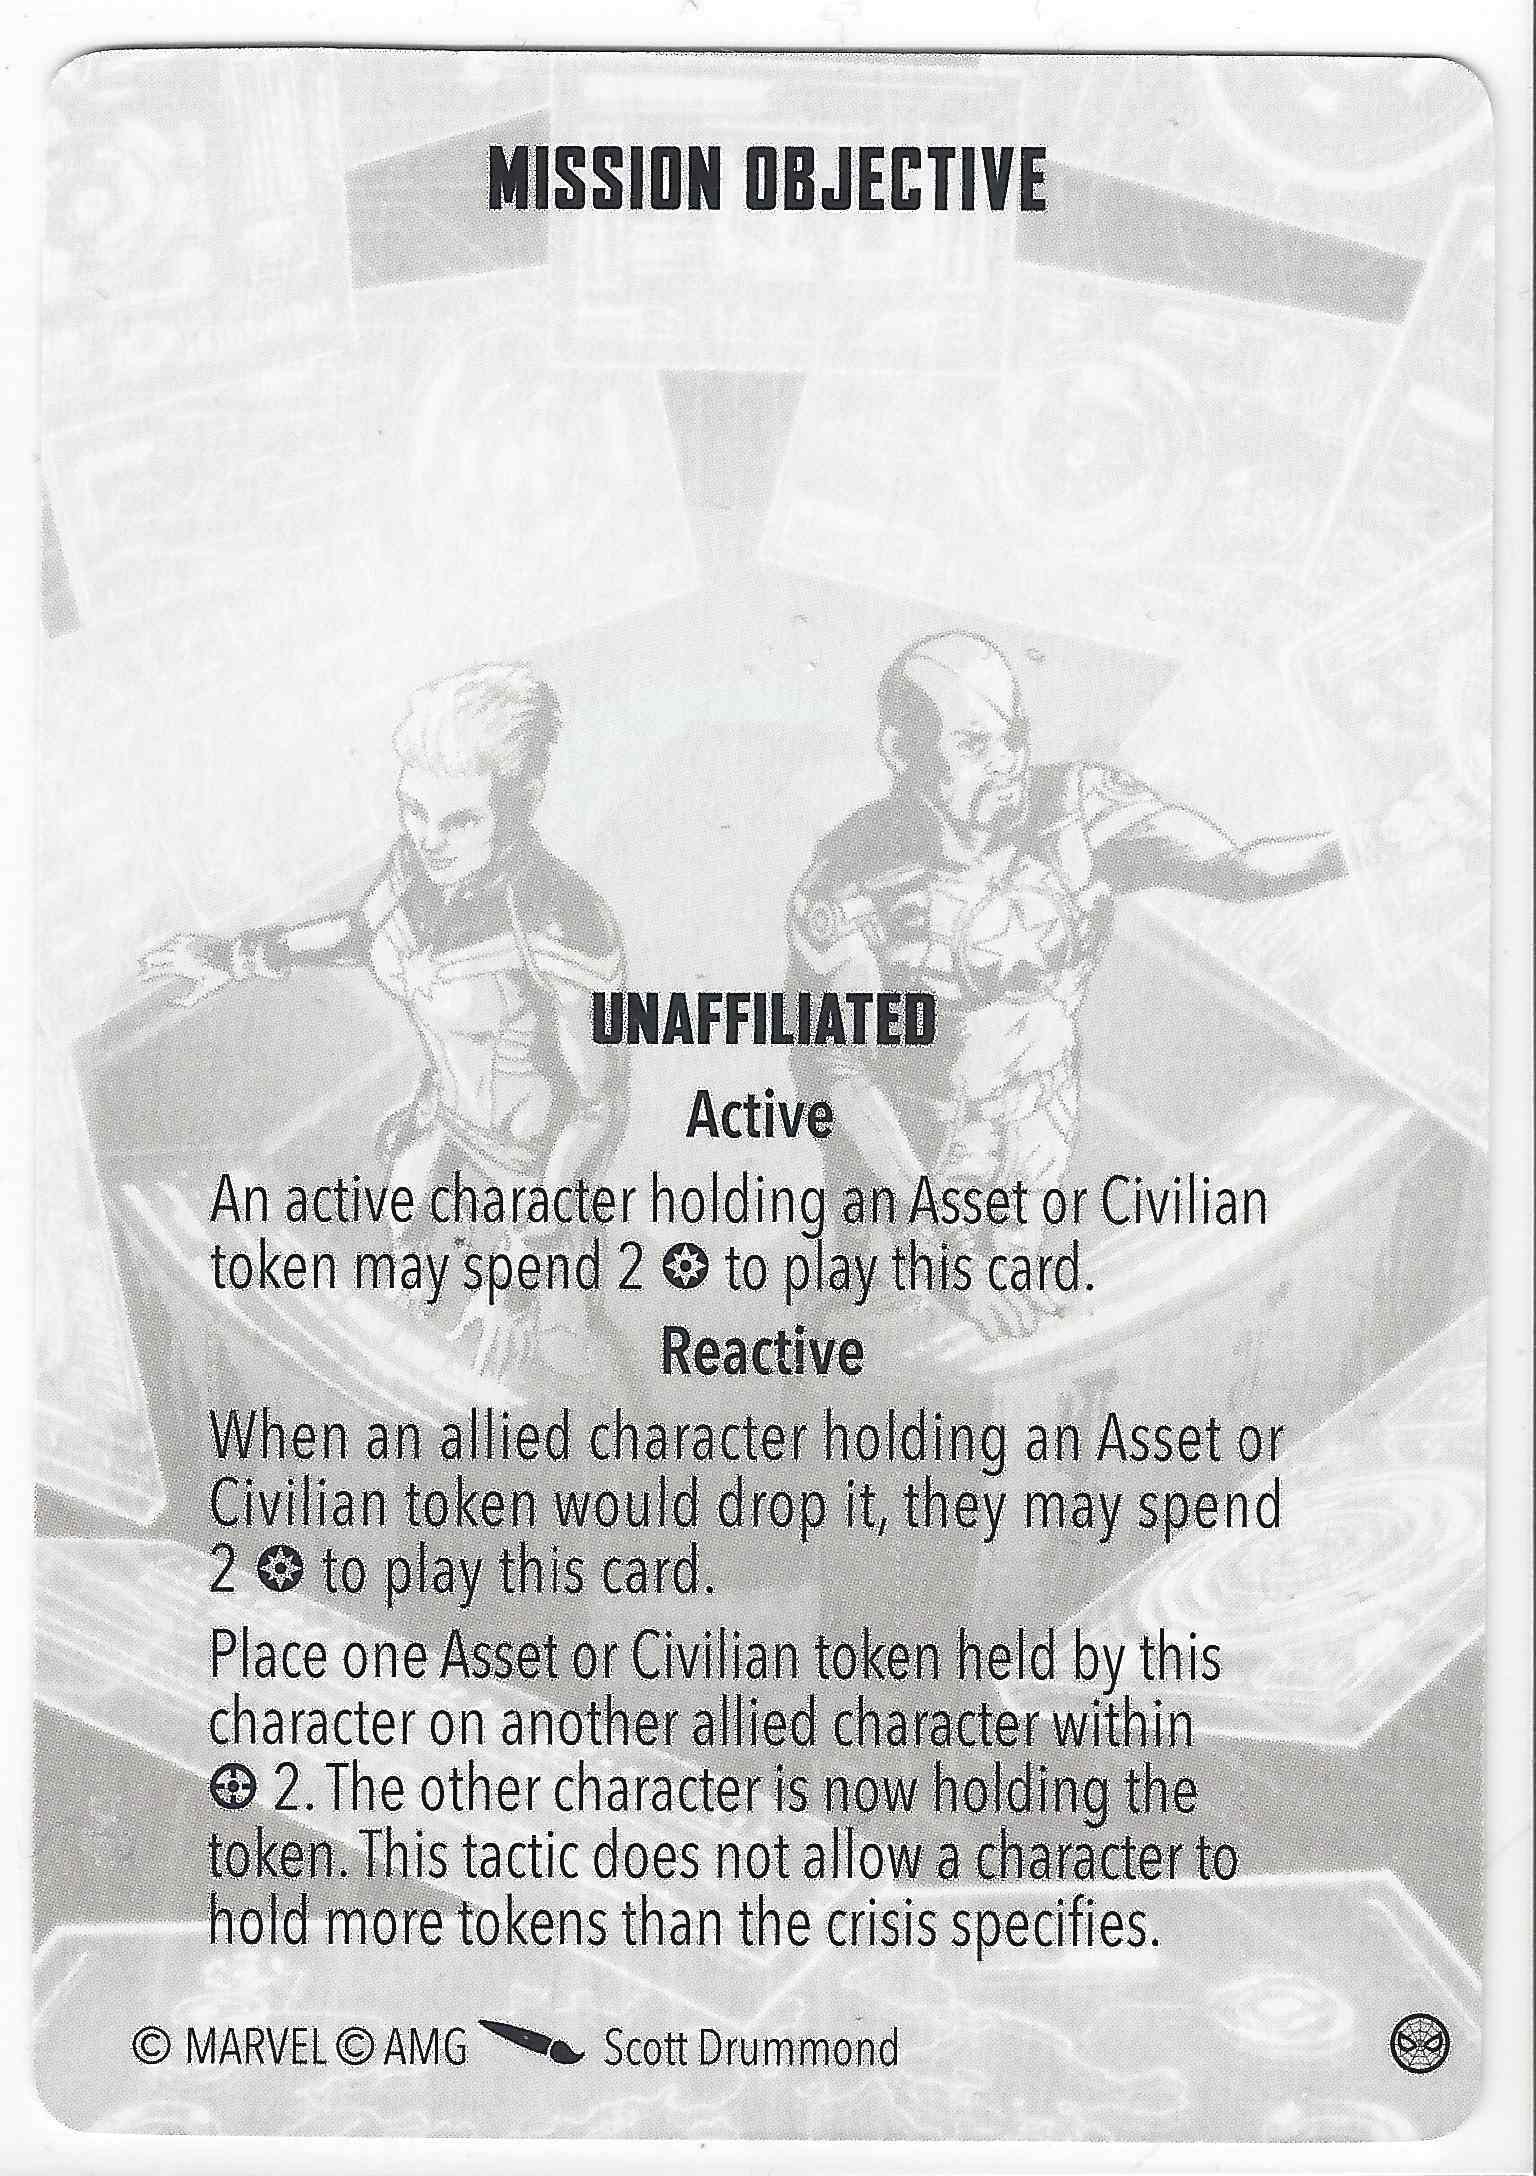 MISSION OBJECTIVE
UNAFFILIATED
Active
An active character holding an Asset or Civilian
token may spend 2 to play this card.
Reactive
When an allied character holding an Asset or
Civilian token would drop it, they may spend
2 to play this card.
Place one Asset or Civilian token held by this
character on another allied character within
2. The other character is now holding the
token. This tactic does not allow a character to
hold more tokens than the crisis specifies.
© MARVEL © AMG Scott Drummond